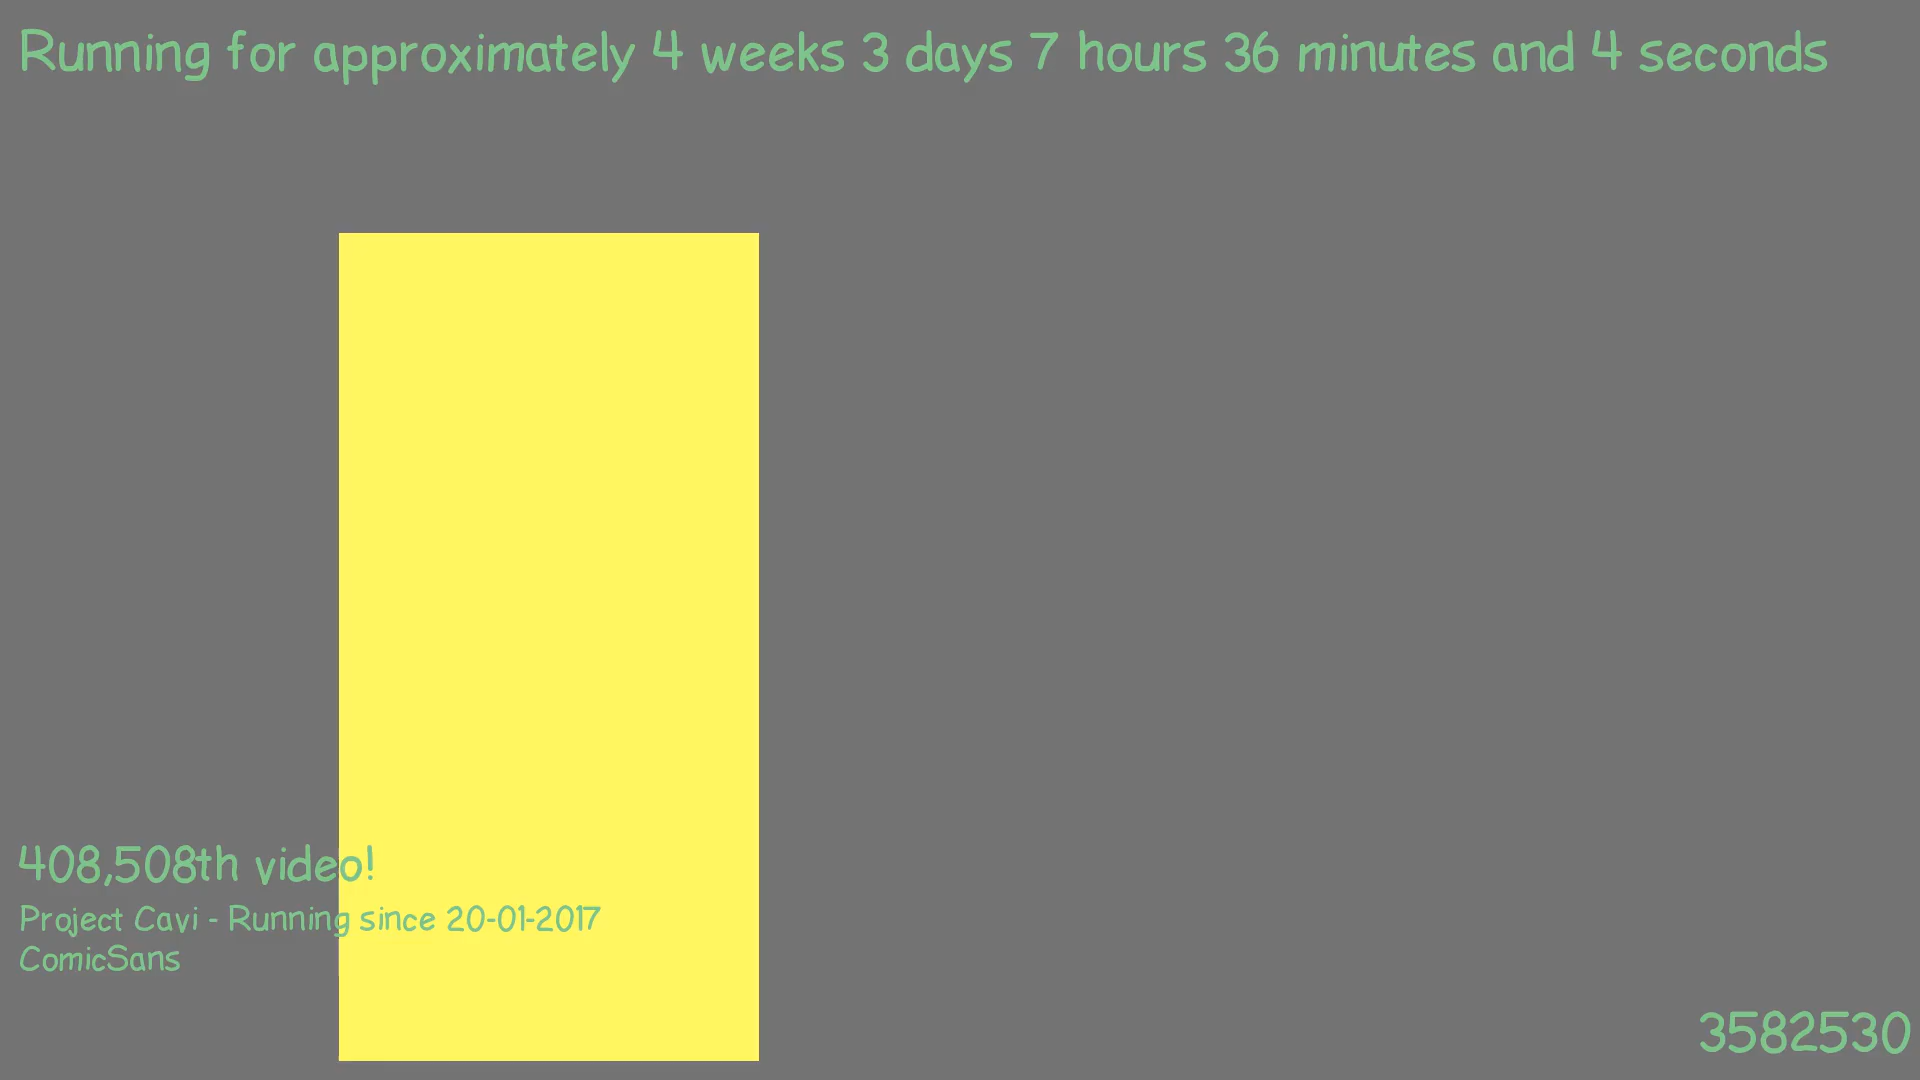 Running for approximately 4 weeks 3 days 7 hours 36 minutes and 4 seconds
408,508th video!
Project Cavi - Running since 20-01-2017
ComicSans
3582530